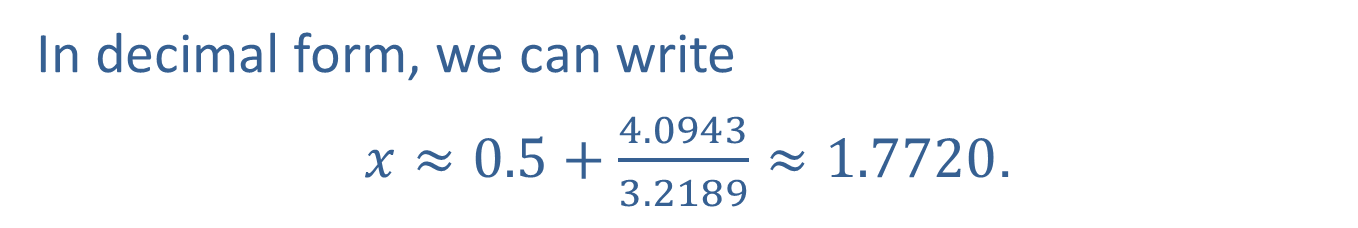 In decimal form, we can write
x ≈ 0.5 + 4.0943/3.2189 ≈ 1.7720.